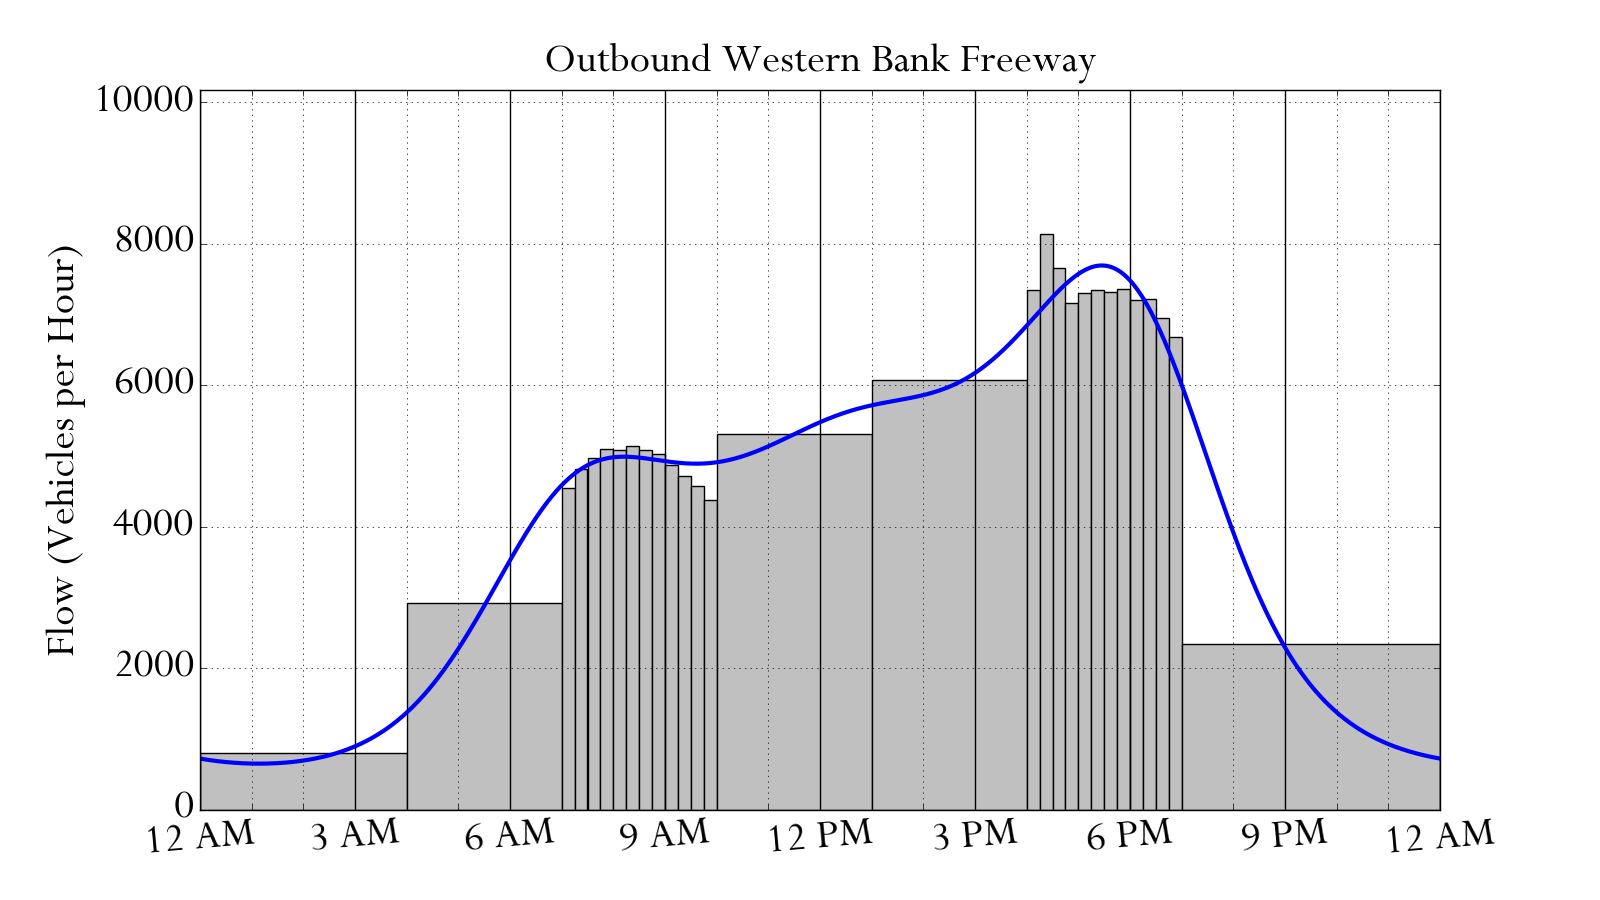 Outbound Western Bank Freeway
10000
8000
6000
4000
2000
0
Flow (Vehicles per Hour)
12 AM 3 AM 6 AM 9 AM 12 PM 3 PM 6 PM 9 PM 12 AM